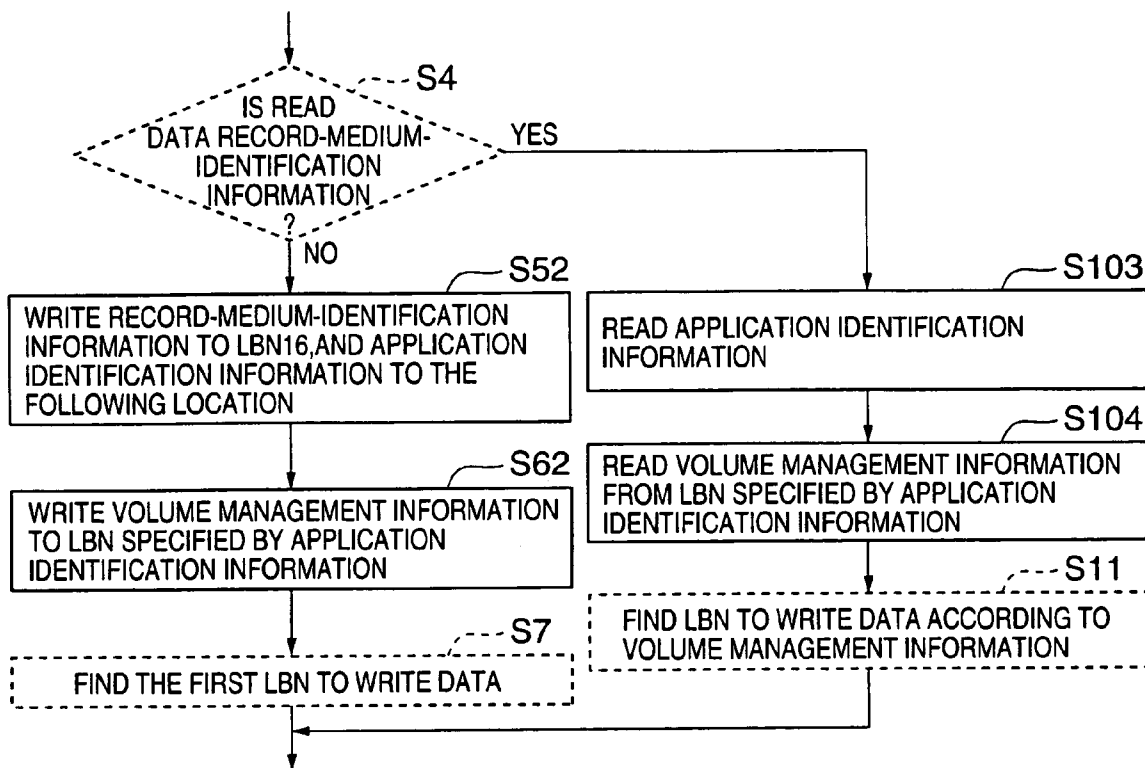 S4
IS READ
DATA RECORD-MEDIUM-
IDENTIFICATION
INFORMATION
?
YES
NO
S52
WRITE RECORD-MEDIUM-IDENTIFICATION
INFORMATION TO LBN16,AND APPLICATION
IDENTIFICATION INFORMATION TO THE
FOLLOWING LOCATION
S103
READ APPLICATION IDENTIFICATION
INFORMATION
S62
WRITE VOLUME MANAGEMENT INFORMATION
TO LBN SPECIFIED BY APPLICATION
IDENTIFICATION INFORMATION
S104
READ VOLUME MANAGEMENT INFORMATION
FROM LBN SPECIFIED BY APPLICATION
IDENTIFICATION INFORMATION
S7
FIND THE FIRST LBN TO WRITE DATA
S11
FIND LBN TO WRITE DATA ACCORDING TO
VOLUME MANAGEMENT INFORMATION